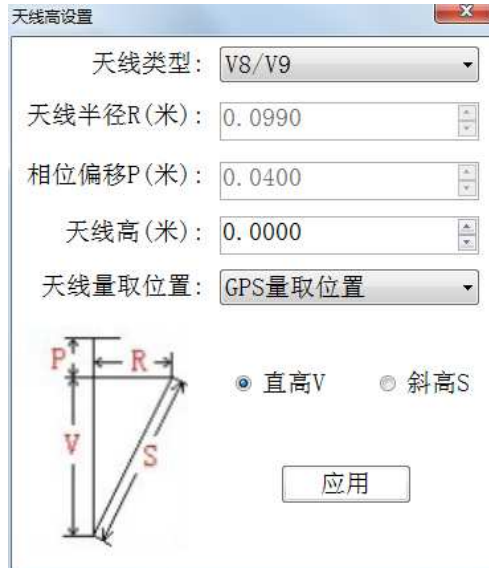 天线高设置
天线类型: V8/V9
天线半径R(米): 0.0990
相位偏移P(米): 0.0400
天线高(米): 0.0000
天线量取位置: GPS量取位置
P R
V S
直高V 斜高S
应用